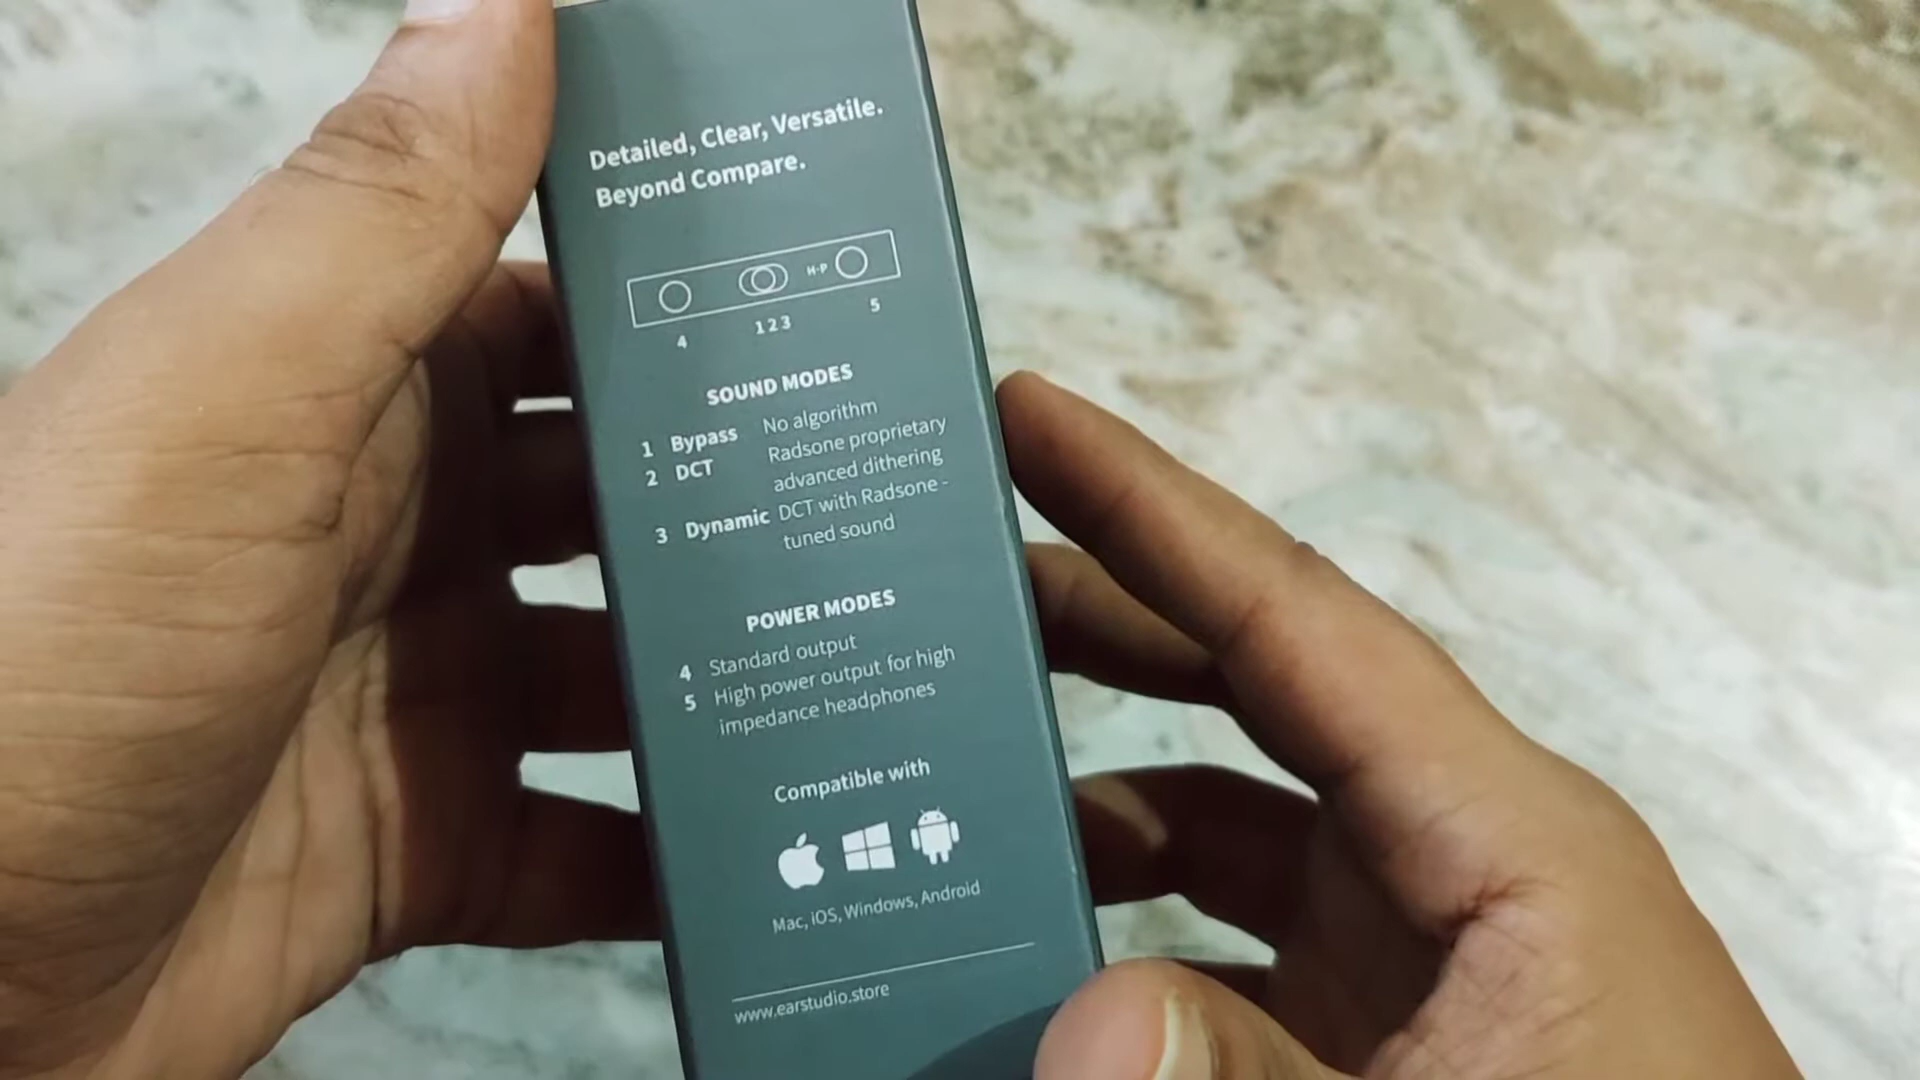 Detailed, Clear, Versatile.
Beyond Compare.
H-P
4 1 2 3 5
SOUND MODES
1 Bypass No algorithm
2 DCT Radsone proprietary
advanced dithering
3 Dynamic DCT with Radsone -
tuned sound
POWER MODES
4 Standard output
5 High power output for high
impedance headphones
Compatible with
Mac, iOS, Windows, Android
www.earstudio.store